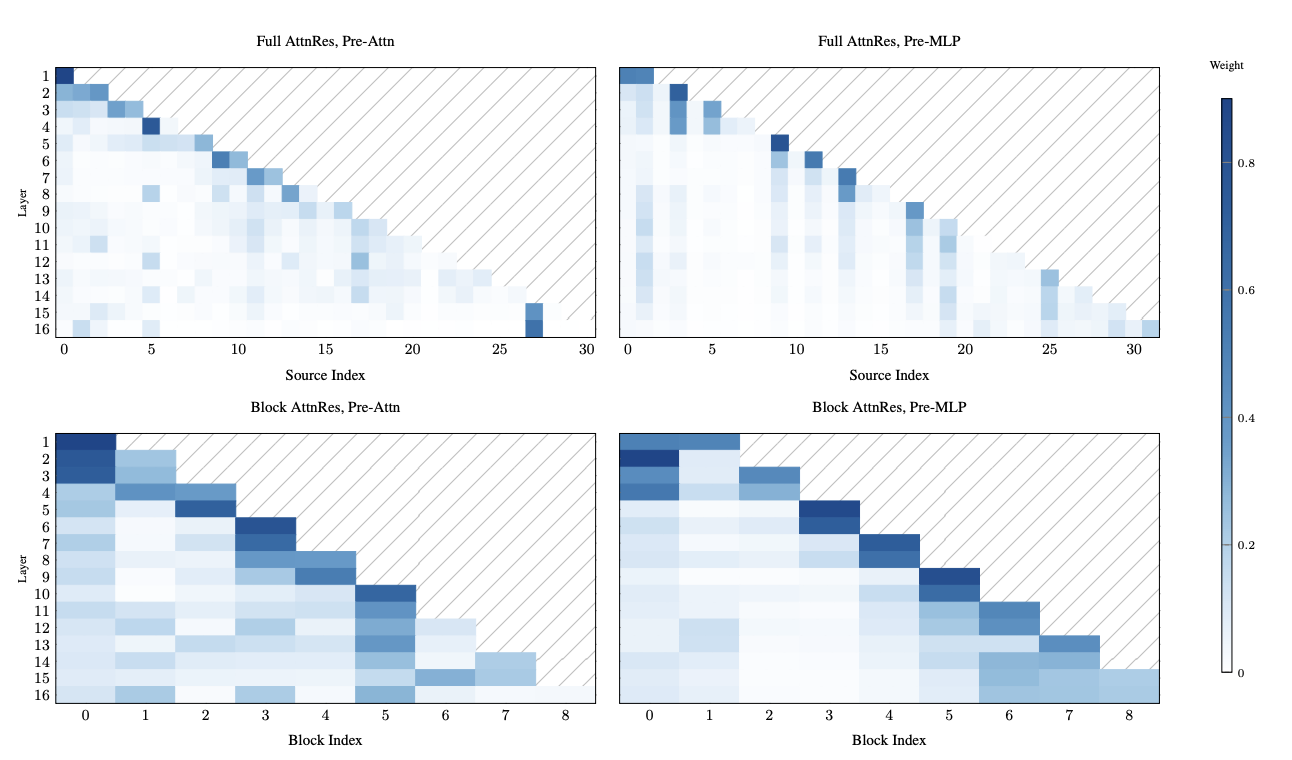 Full AttnRes, Pre-Attn
Full AttnRes, Pre-MLP
Weight
Layer
1
2
3
4
5
6
7
8
9
10
11
12
13
14
15
16
0 5 10 15 20 25 30
0 5 10 15 20 25 30
Source Index
Source Index
0.8
0.6
0.4
0.2
0
Block AttnRes, Pre-Attn
Block AttnRes, Pre-MLP
Layer
1
2
3
4
5
6
7
8
9
10
11
12
13
14
15
16
0 1 2 3 4 5 6 7 8
0 1 2 3 4 5 6 7 8
Block Index
Block Index